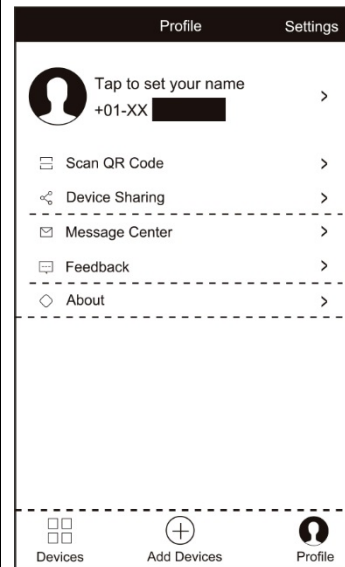 Profile Settings
Tap to set your name
+01-XX
Scan QR Code
Device Sharing
Message Center
Feedback
About
Devices Add Devices Profile